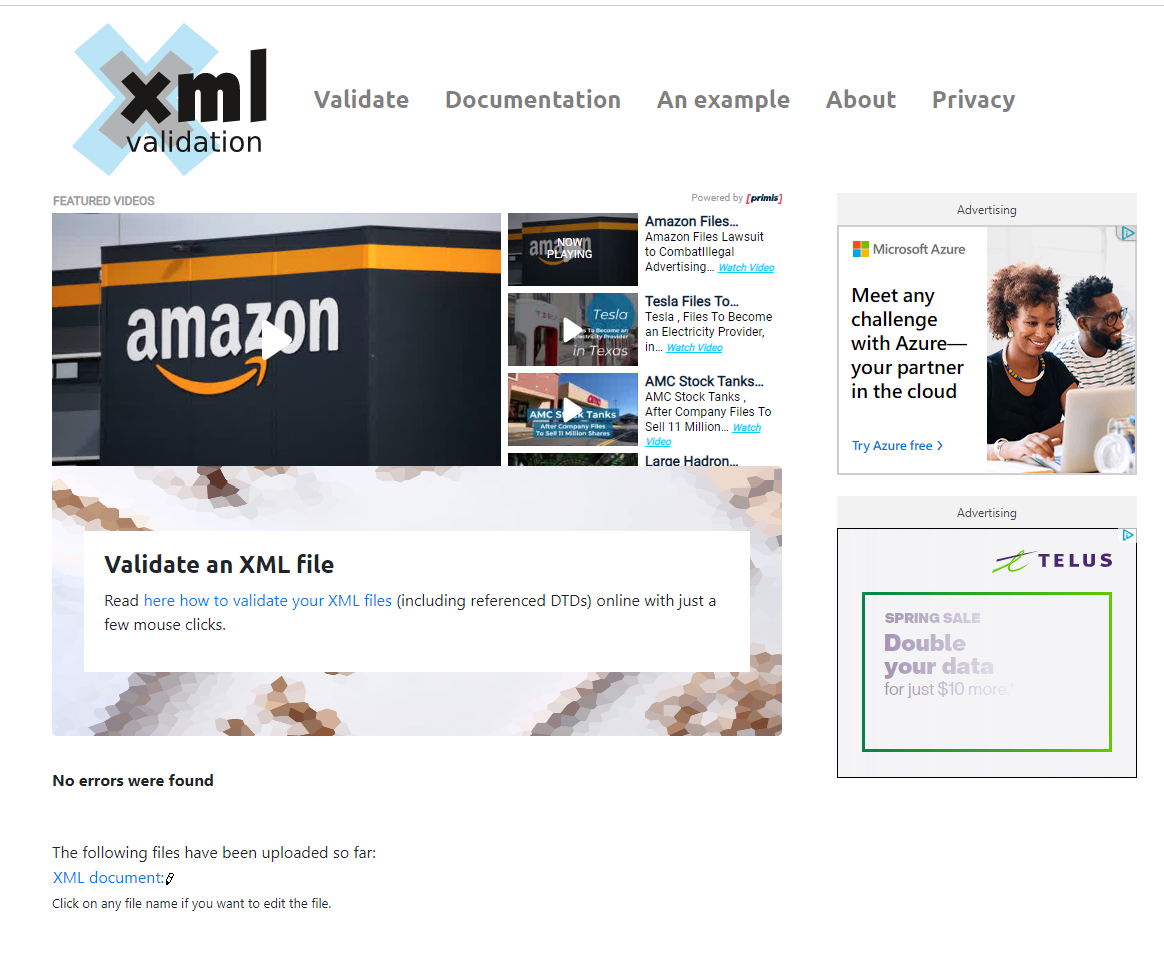 xml
validation
Validate
Documentation
An example
About
Privacy
FEATURED VIDEOS
Powered by [primis]
amazon
NOW
PLAYING
Amazon Files...
Amazon Files Lawsuit
to CombatIllegal
Advertising... Watch Video
Tesla
in Texas
Tesla Files To...
Tesla , Files To Become
an Electricity Provider,
in... Watch Video
AMC Stock Tanks
After Company Files
To Sell 11 Million Shares
AMC Stock Tanks...
AMC Stock Tanks ,
After Company Files To
Sell 11 Million... Watch
Video
Large Hadron...
Validate an XML file
Read here how to validate your XML files (including referenced DTDs) online with just a
few mouse clicks.
No errors were found
The following files have been uploaded so far:
XML document:
Click on any file name if you want to edit the file.
Advertising
Microsoft Azure
Meet any
challenge
with Azure—
your partner
in the cloud
Try Azure free
Advertising
TELUS
SPRING SALE
Double
your data
for just $10 more.*